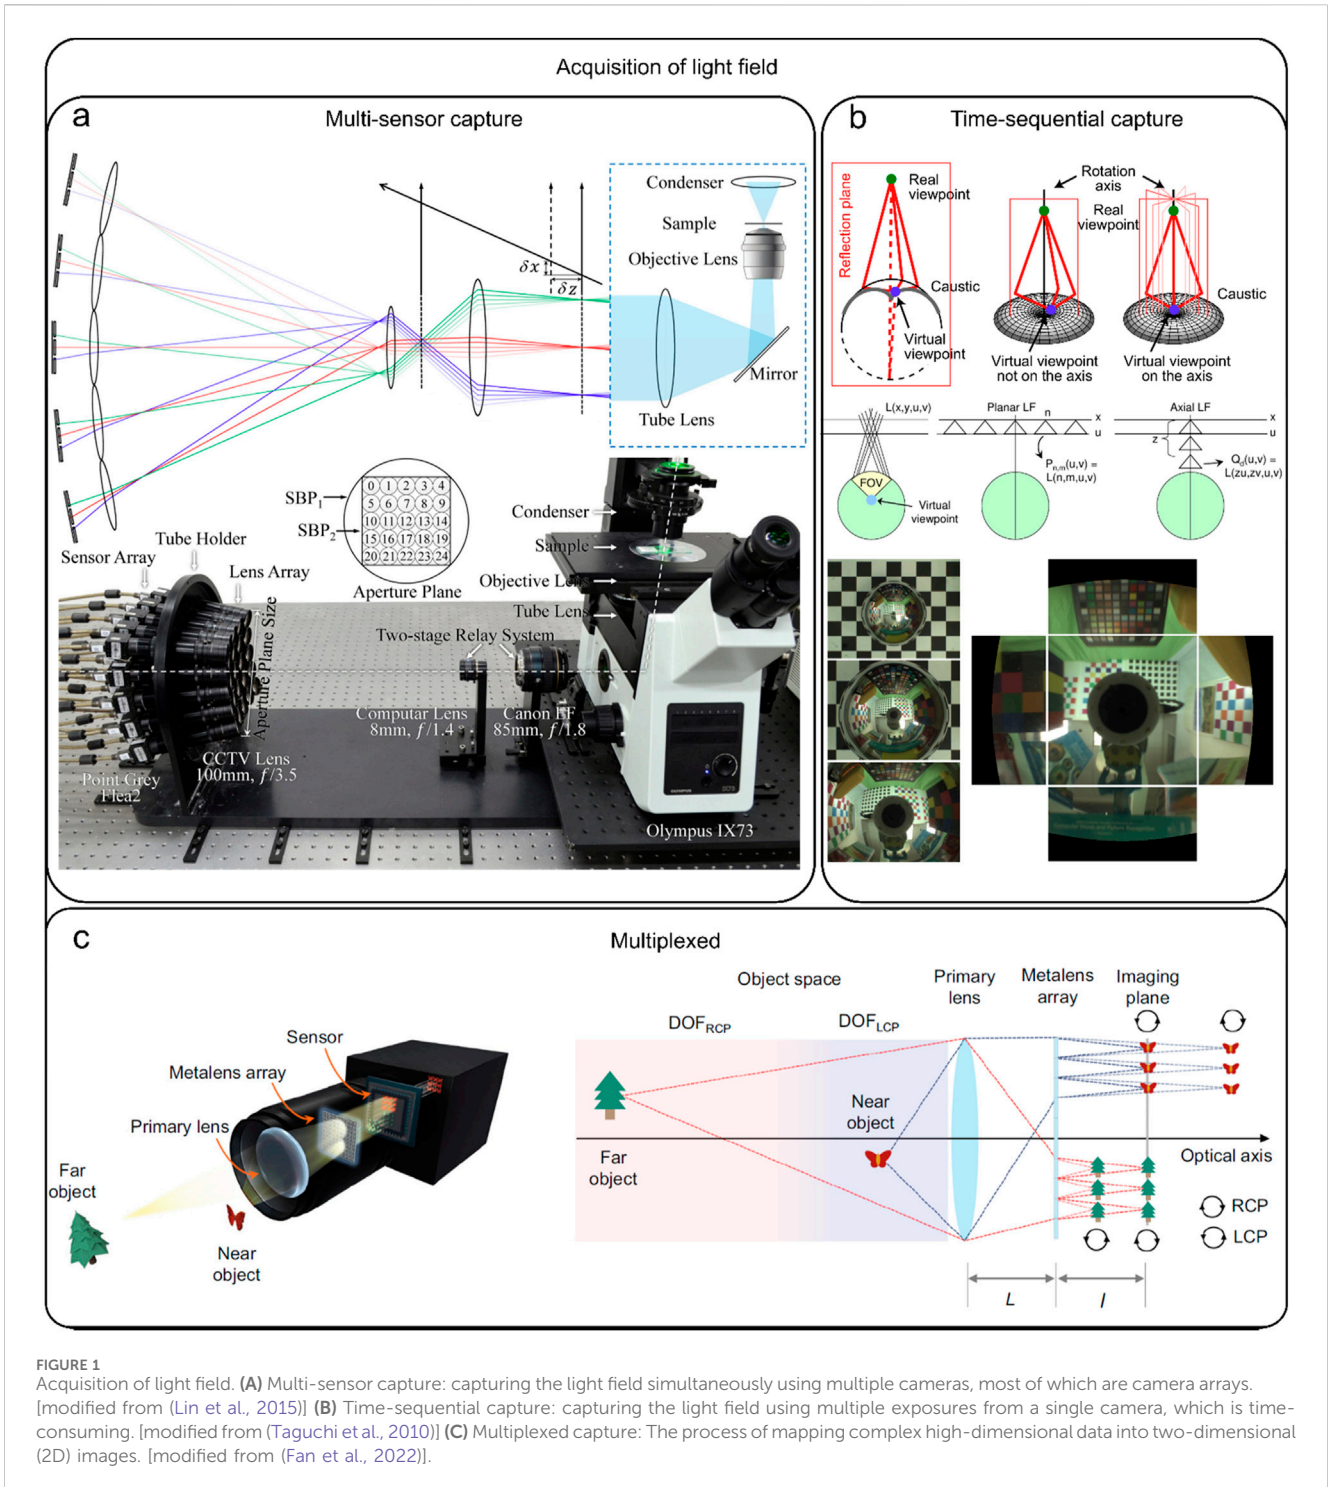 Acquisition of light field
a
Multi-sensor capture
Condenser
Sample
Objective Lens
δx
δz
Mirror
Tube Lens
SBP1
SBP2
0 1 2 3 4
5 6 7 8 9
10 11 12 13 14
15 16 17 18 19
20 21 22 23 24
Aperture Plane
Sensor Array
Tube Holder
Lens Array
Aperture Plane Size
Condenser
Sample
Objective Lens
Tube Lens
Two-stage Relay System
Computar Lens
8mm, f/1.4
Canon EF
85mm, f/1.8
CCTV Lens
100mm, f/3.5
Point Grey
Flea2
Olympus IX73
b
Time-sequential capture
Reflection plane
Real
viewpoint
Caustic
Virtual
viewpoint
Rotation
axis
Real
viewpoint
Caustic
Virtual viewpoint
not on the axis
Virtual viewpoint
on the axis
L(x,y,u,v)
FOV
Virtual
viewpoint
Planar LF
n
x
u
Pn,m(u,v) =
L(n,m,u,v)
Axial LF
x
u
z
Qd(u,v) =
L(zu,zv,u,v)
c
Multiplexed
Sensor
Metalens array
Primary lens
Far
object
Near
object
Object space
DOFRCP
DOFLCP
Primary
lens
Metalens
array
Imaging
plane
Near
object
Far
object
Optical axis
RCP
LCP
L
l
FIGURE 1
Acquisition of light field. (A) Multi-sensor capture: capturing the light field simultaneously using multiple cameras, most of which are camera arrays.
[modified from (Lin et al., 2015)] (B) Time-sequential capture: capturing the light field using multiple exposures from a single camera, which is time-
consuming. [modified from (Taguchi et al., 2010)] (C) Multiplexed capture: The process of mapping complex high-dimensional data into two-dimensional
(2D) images. [modified from (Fan et al., 2022)].